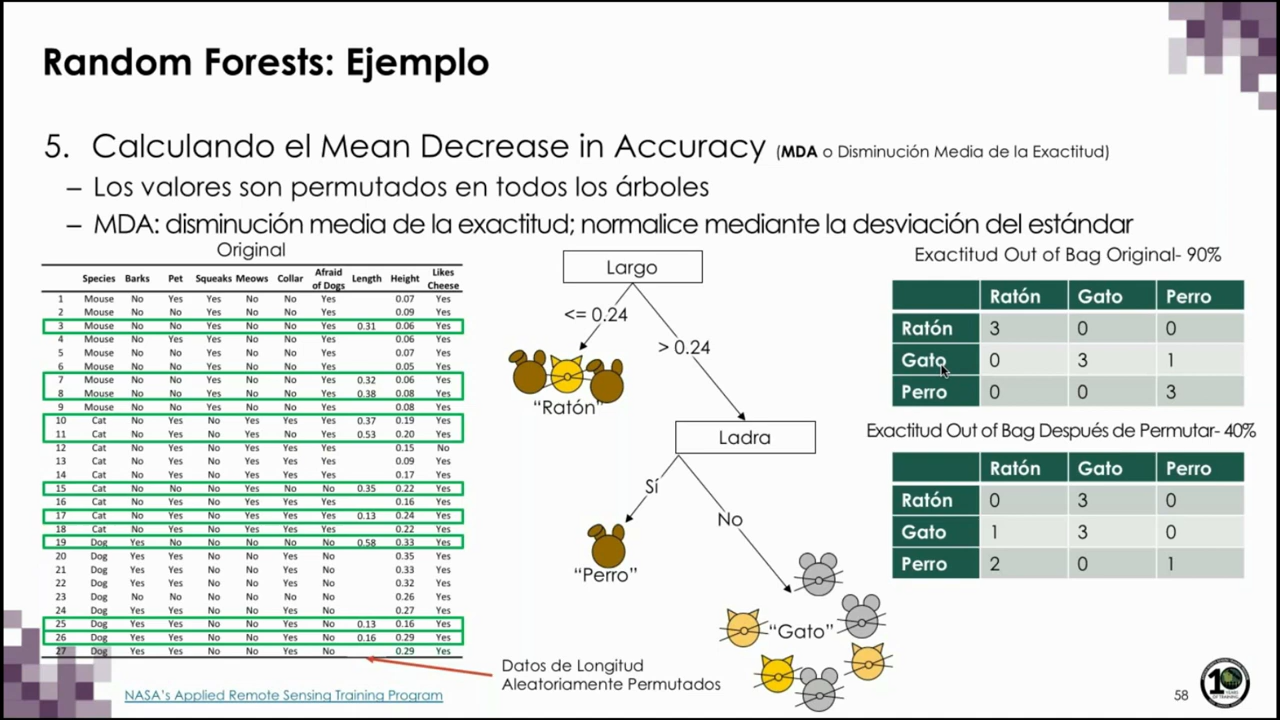 Random Forests: Ejemplo
5. Calculando el Mean Decrease in Accuracy (MDA o Disminución Media de la Exactitud)
– Los valores son permutados en todos los árboles
– MDA: disminución media de la exactitud; normalice mediante la desviación del estándar
Original
Species Barks Pet Squeaks Meows Collar Afraid of Dogs Length Height Likes Cheese
1 Mouse No Yes Yes No No Yes 0.07 Yes
2 Mouse No No Yes No No Yes 0.09 Yes
3 Mouse No No Yes No No Yes 0.31 0.06 Yes
4 Mouse No Yes Yes No No Yes 0.06 Yes
5 Mouse No No Yes No No Yes 0.07 Yes
6 Mouse No No Yes No No Yes 0.05 Yes
7 Mouse No No Yes No No Yes 0.32 0.06 Yes
8 Mouse No No Yes No No Yes 0.38 0.08 Yes
9 Mouse No No Yes No No Yes 0.08 Yes
10 Cat No Yes No Yes Yes Yes 0.37 0.19 Yes
11 Cat No Yes No Yes No Yes 0.53 0.20 Yes
12 Cat No Yes No Yes Yes Yes 0.15 No
13 Cat No Yes No Yes Yes Yes 0.09 Yes
14 Cat No Yes No Yes Yes Yes 0.17 Yes
15 Cat No No No Yes No No 0.35 0.22 Yes
16 Cat No Yes No Yes Yes Yes 0.16 Yes
17 Cat No Yes No Yes Yes Yes 0.13 0.24 Yes
18 Cat No Yes No Yes Yes Yes 0.22 Yes
19 Dog Yes No No No No No 0.58 0.33 Yes
20 Dog Yes Yes No No Yes No 0.35 Yes
21 Dog Yes Yes No No Yes No 0.33 Yes
22 Dog Yes Yes No No Yes No 0.32 Yes
23 Dog No No No No No No 0.26 Yes
24 Dog Yes Yes No No Yes No 0.27 Yes
25 Dog Yes Yes No No Yes No 0.13 0.16 Yes
26 Dog Yes Yes No No Yes No 0.16 0.29 Yes
27 Dog Yes Yes No No Yes No 0.29 Yes
Datos de Longitud
Aleatoriamente Permutados
Largo
<= 0.24
> 0.24
“Ratón”
Ladra
Sí
No
“Perro”
“Gato”
Exactitud Out of Bag Original- 90%
Ratón Gato Perro
Ratón 3 0 0
Gato 0 3 1
Perro 0 0 3
Exactitud Out of Bag Después de Permutar- 40%
Ratón Gato Perro
Ratón 0 3 0
Gato 1 3 0
Perro 2 0 1
NASA's Applied Remote Sensing Training Program
58